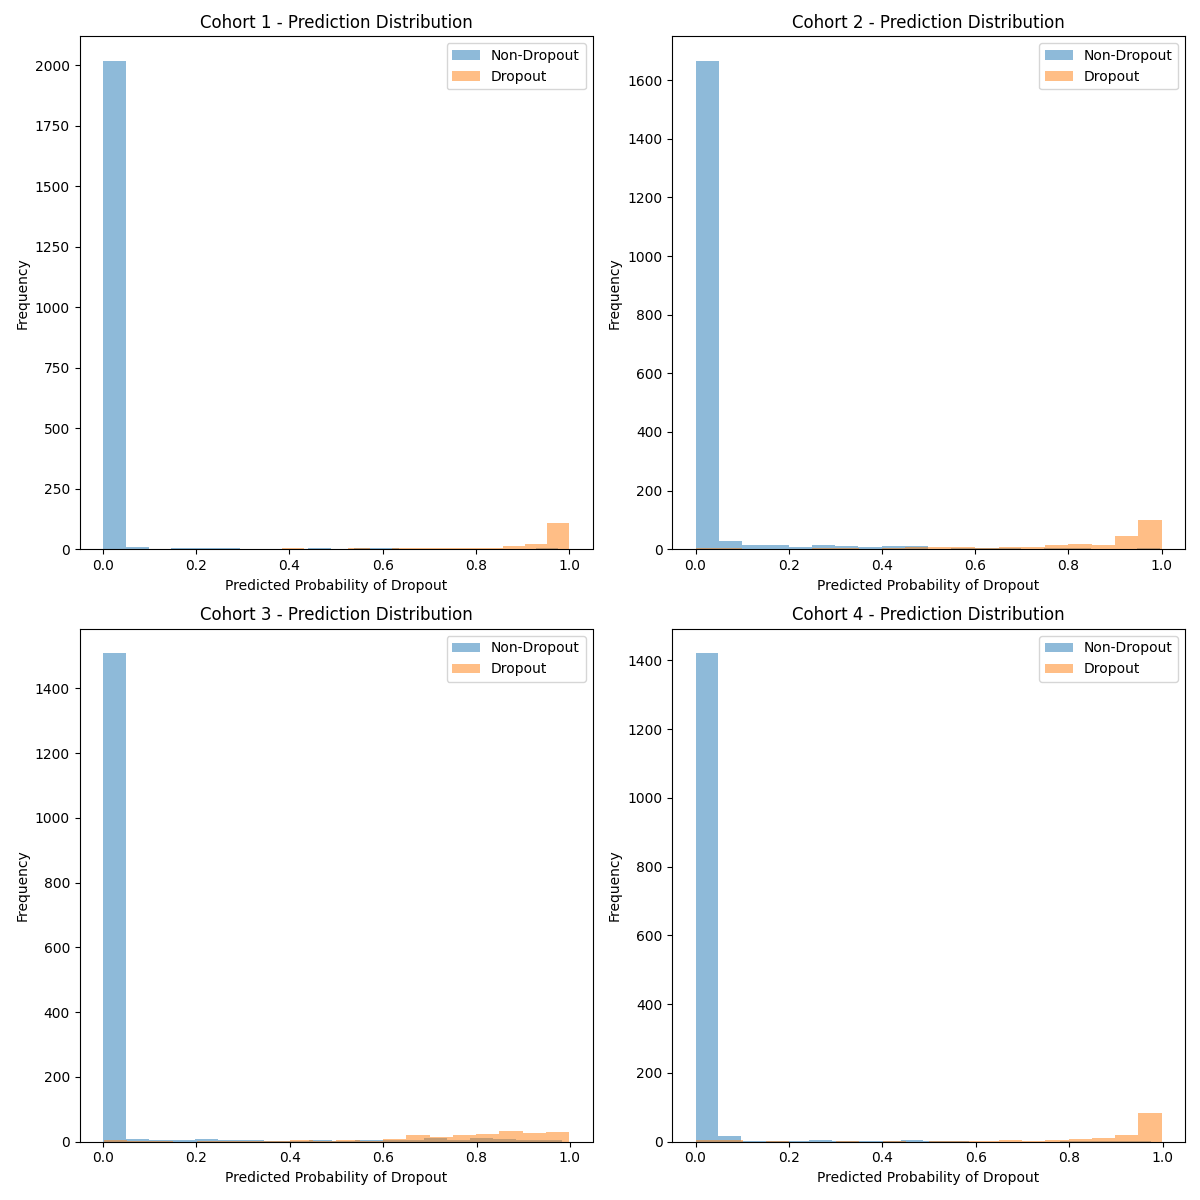 Cohort 1 - Prediction Distribution
Non-Dropout
Dropout
2000
1750
1500
1250
1000
750
500
250
0
Frequency
0.0 0.2 0.4 0.6 0.8 1.0
Predicted Probability of Dropout
Cohort 2 - Prediction Distribution
Non-Dropout
Dropout
1600
1400
1200
1000
800
600
400
200
0
Frequency
0.0 0.2 0.4 0.6 0.8 1.0
Predicted Probability of Dropout
Cohort 3 - Prediction Distribution
Non-Dropout
Dropout
1400
1200
1000
800
600
400
200
0
Frequency
0.0 0.2 0.4 0.6 0.8 1.0
Predicted Probability of Dropout
Cohort 4 - Prediction Distribution
Non-Dropout
Dropout
1400
1200
1000
800
600
400
200
0
Frequency
0.0 0.2 0.4 0.6 0.8 1.0
Predicted Probability of Dropout